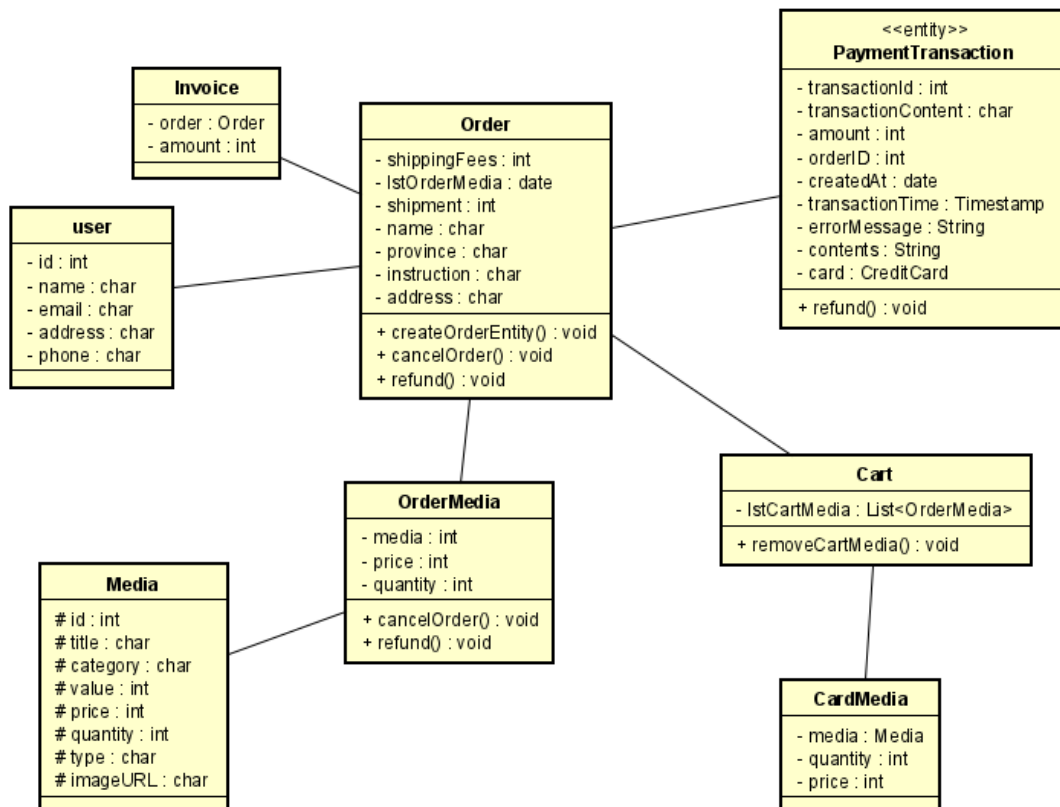 <<entity>>
PaymentTransaction
- transactionId : int
- transactionContent : char
- amount : int
- orderID : int
- createdAt : date
- transactionTime : Timestamp
- errorMessage : String
- contents : String
- card : CreditCard
+ refund() : void
Invoice
- order : Order
- amount : int
Order
- shippingFees : int
- lstOrderMedia : date
- shipment : int
- name : char
- province : char
- instruction : char
- address : char
+ createOrderEntity() : void
+ cancelOrder() : void
+ refund() : void
user
- id : int
- name : char
- email : char
- address : char
- phone : char
OrderMedia
- media : int
- price : int
- quantity : int
+ cancelOrder() : void
+ refund() : void
Cart
- lstCartMedia : List<OrderMedia>
+ removeCartMedia() : void
Media
# id : int
# title : char
# category : char
# value : int
# price : int
# quantity : int
# type : char
# imageURL : char
CardMedia
- media : Media
- quantity : int
- price : int